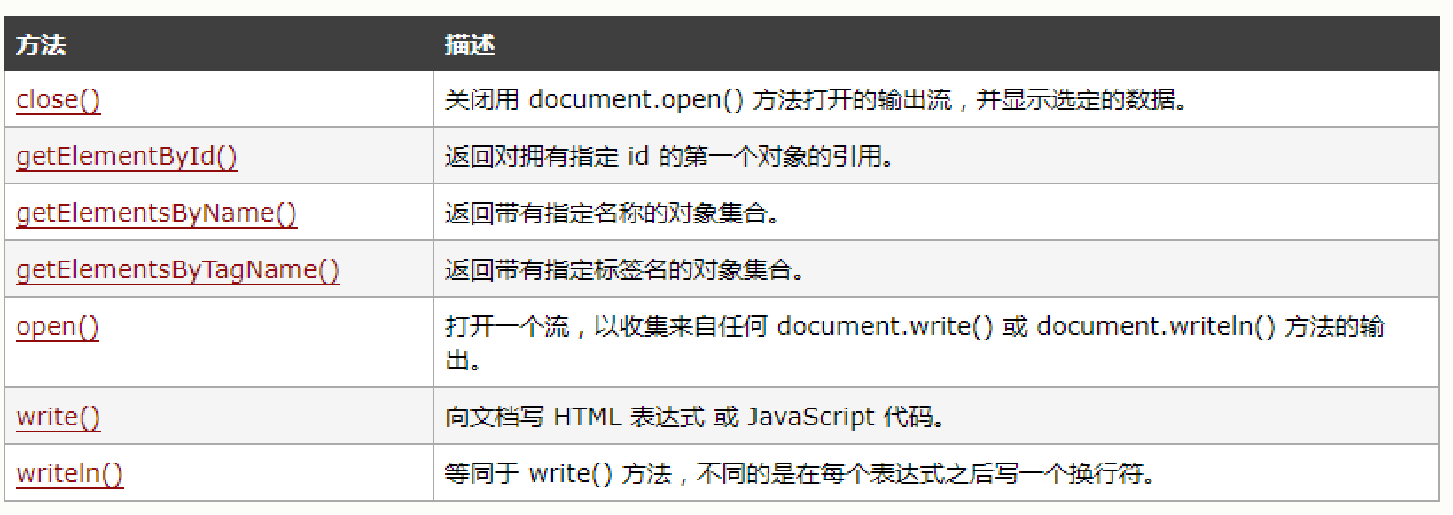 方法 描述
close() 关闭用 document.open() 方法打开的输出流，并显示选定的数据。
getElementById() 返回对拥有指定 id 的第一个对象的引用。
getElementsByName() 返回带有指定名称的对象集合。
getElementsByTagName() 返回带有指定标签名的对象集合。
open() 打开一个流，以收集来自任何 document.write() 或 document.writeln() 方法的输
出。
write() 向文档写 HTML 表达式 或 JavaScript 代码。
writeln() 等同于 write() 方法，不同的是在每个表达式之后写一个换行符。